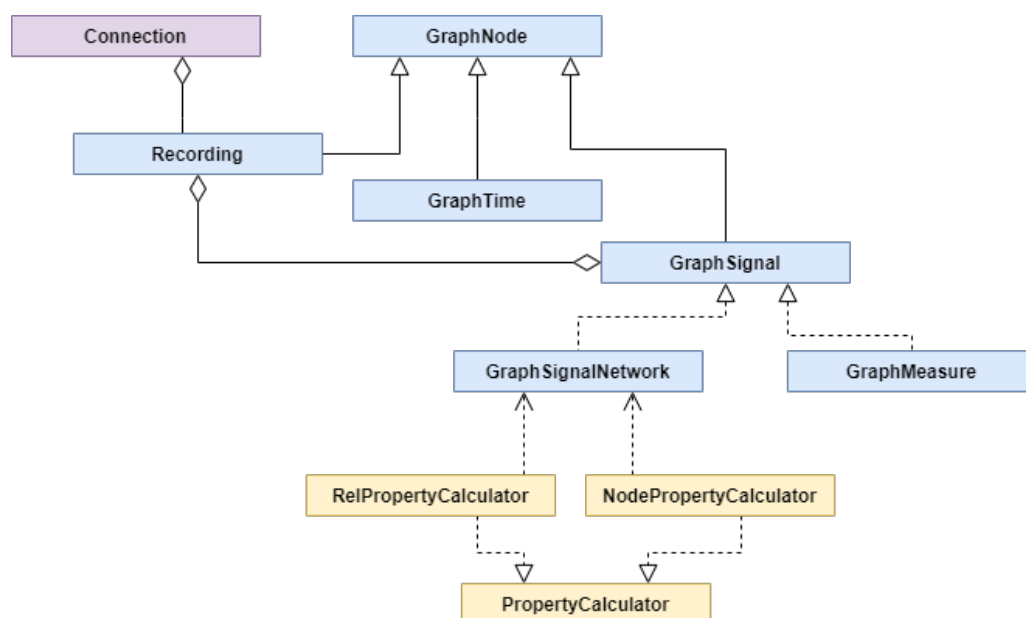 Connection
GraphNode
Recording
GraphTime
GraphSignal
GraphSignalNetwork
GraphMeasure
RelPropertyCalculator
NodePropertyCalculator
PropertyCalculator